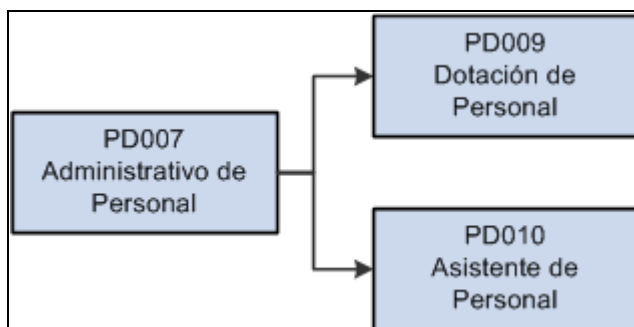 PD009
Dotación de
Personal
PD007
Administrativo de
Personal
PD010
Asistente de
Personal